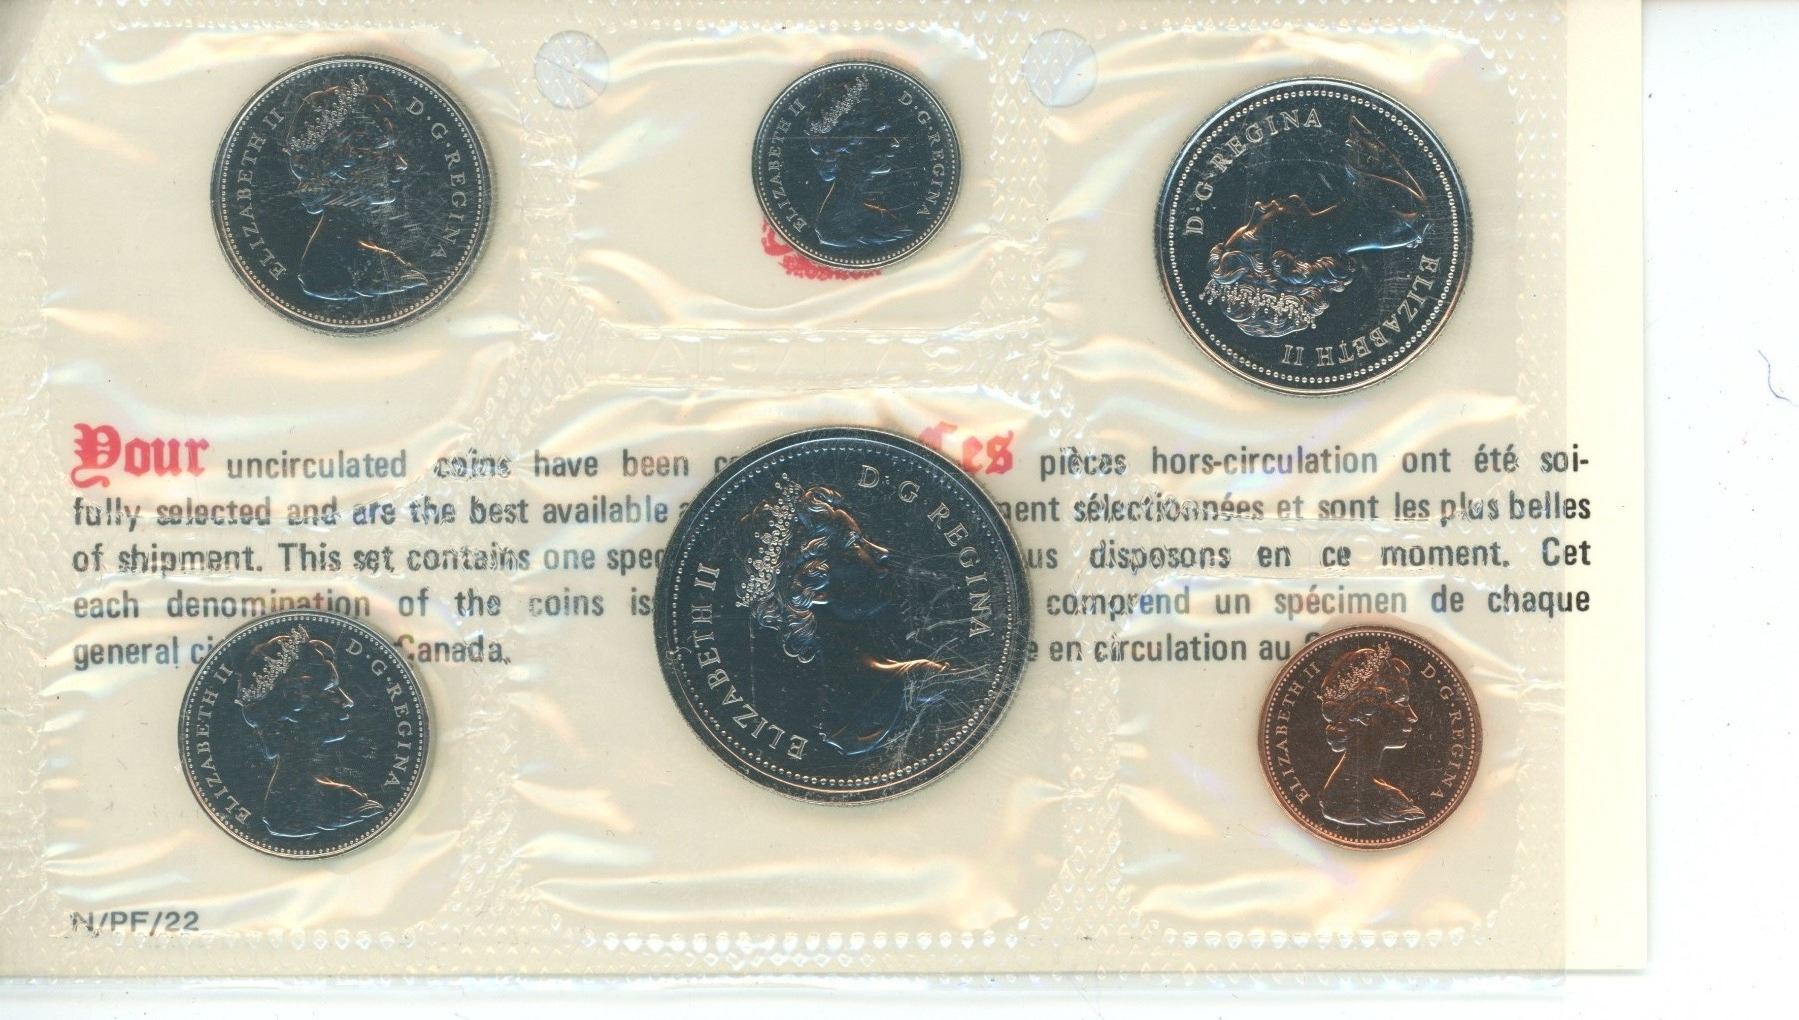 ELIZABETH II D·G·REGINA
ELIZABETH II D·G·REGINA
ELIZABETH II D·G·REGINA
Your uncirculated coins have been
fully selected and are the best available
of shipment. This set contains one
each denomination of the coins
general Canada.
Les pièces hors-circulation ont été soi-
sélectionnées et sont les plus belles
disposons en ce moment. Cet
comprend un spécimen de chaque
en circulation au
ELIZABETH II D·G·REGINA
ELIZABETH II D·G·REGINA
ELIZABETH II D·G·REGINA
N/PF/22